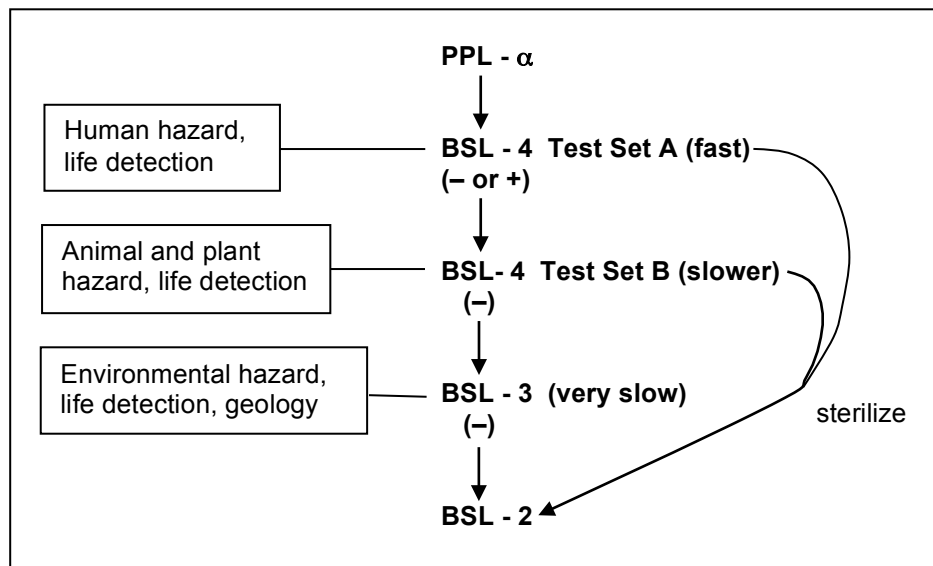 PPL - α
Human hazard,
life detection
BSL - 4 Test Set A (fast)
(– or +)
Animal and plant
hazard, life detection
BSL- 4 Test Set B (slower)
(–)
Environmental hazard,
life detection, geology
BSL - 3 (very slow)
(–)
sterilize
BSL - 2